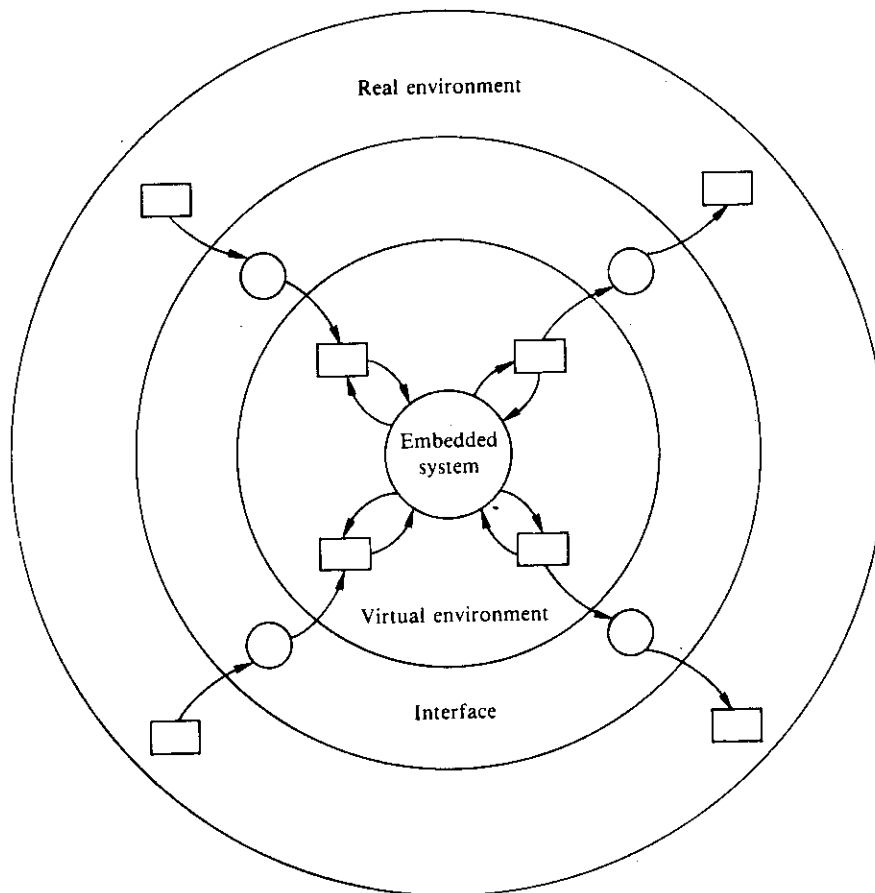 Real environment
Embedded
system
Virtual environment
Interface